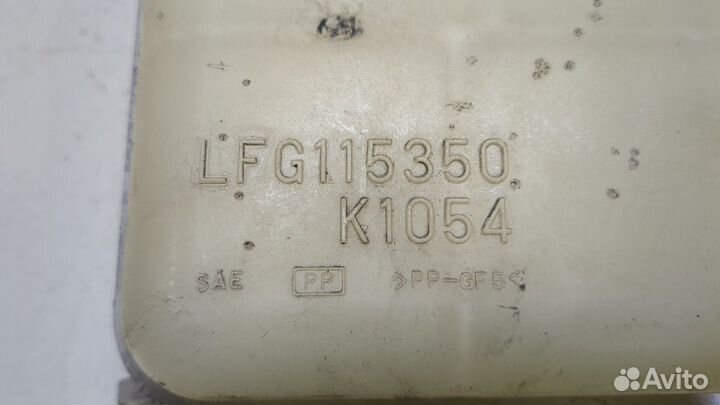 LFG115350
K1054
SAE PP >PP-GF5<
Avito